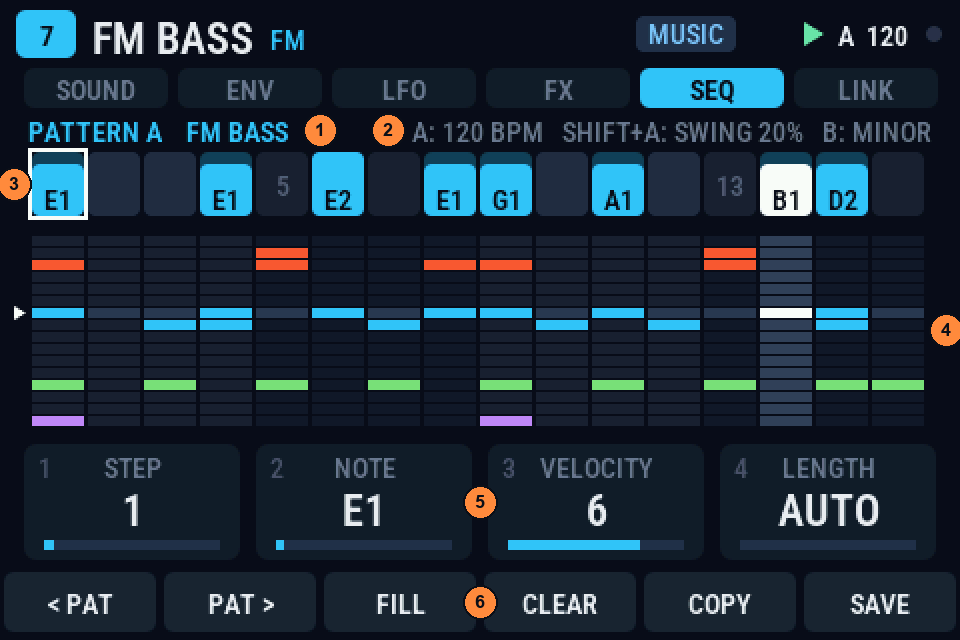 7 FM BASS FM MUSIC A 120
SOUND ENV LFO FX SEQ LINK
PATTERN A FM BASS 1 2 A: 120 BPM SHIFT+A: SWING 20% B: MINOR
3 E1 E1 5 E2 E1 G1 A1 13 B1 D2
4
1 STEP 2 NOTE 3 VELOCITY 4 LENGTH
1 E1 5 6 AUTO
< PAT PAT > FILL 6 CLEAR COPY SAVE